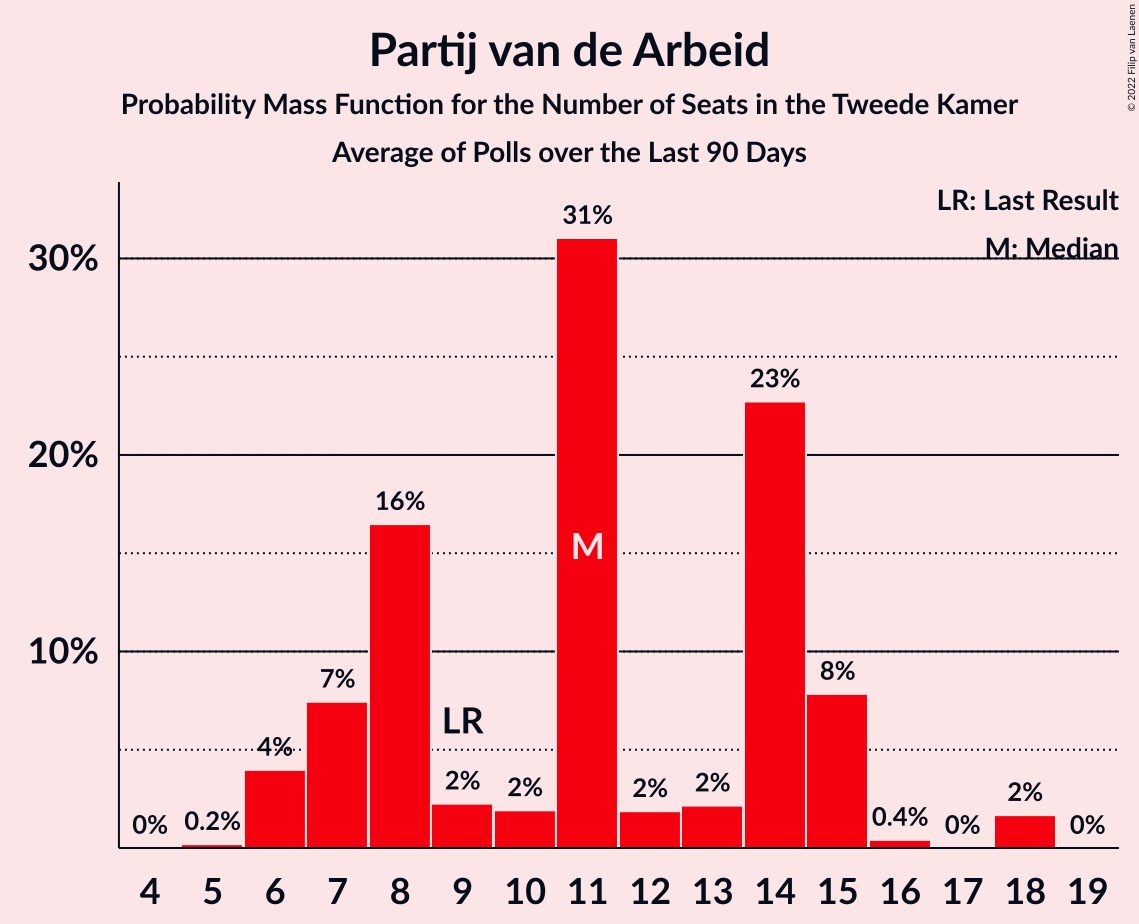 Partij van de Arbeid
Probability Mass Function for the Number of Seats in the Tweede Kamer
Average of Polls over the Last 90 Days
© 2022 Filip van Laenen
LR: Last Result
M: Median
30%
20%
10%
0%
0.2%
4%
7%
16%
LR
2%
2%
31%
M
2%
2%
23%
8%
0.4%
0%
2%
0%
4 5 6 7 8 9 10 11 12 13 14 15 16 17 18 19